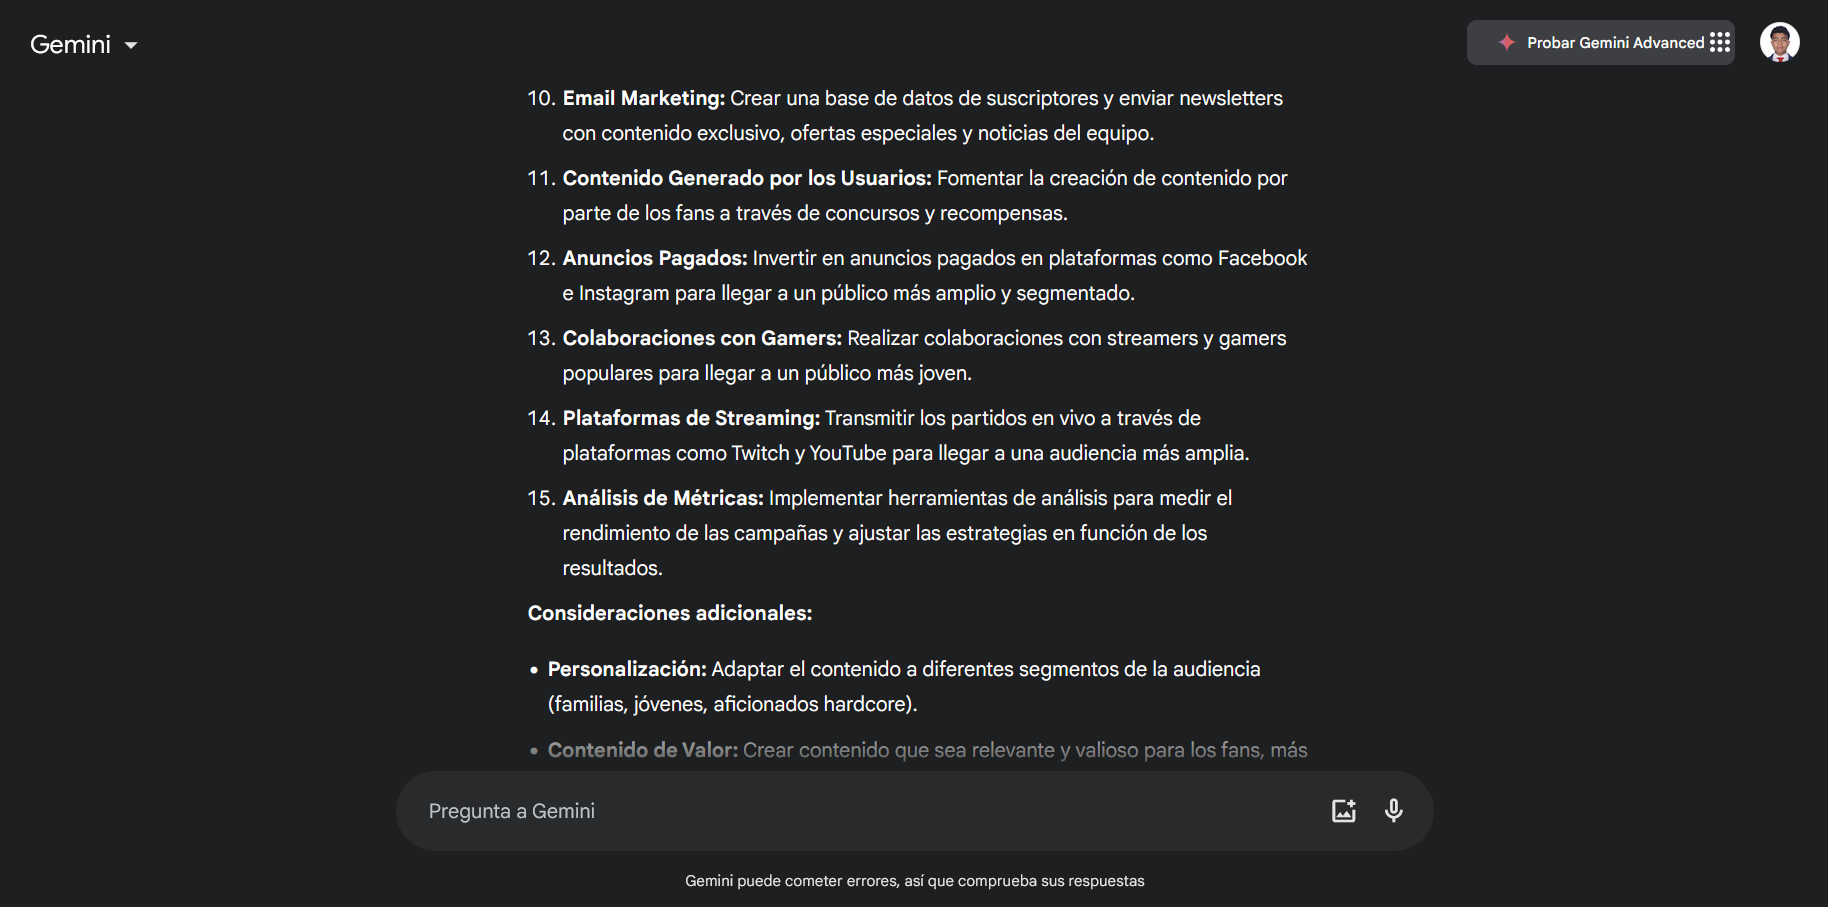 Gemini
Probar Gemini Advanced
10. Email Marketing: Crear una base de datos de suscriptores y enviar newsletters
con contenido exclusivo, ofertas especiales y noticias del equipo.
11. Contenido Generado por los Usuarios: Fomentar la creación de contenido por
parte de los fans a través de concursos y recompensas.
12. Anuncios Pagados: Invertir en anuncios pagados en plataformas como Facebook
e Instagram para llegar a un público más amplio y segmentado.
13. Colaboraciones con Gamers: Realizar colaboraciones con streamers y gamers
populares para llegar a un público más joven.
14. Plataformas de Streaming: Transmitir los partidos en vivo a través de
plataformas como Twitch y YouTube para llegar a una audiencia más amplia.
15. Análisis de Métricas: Implementar herramientas de análisis para medir el
rendimiento de las campañas y ajustar las estrategias en función de los
resultados.
Consideraciones adicionales:
• Personalización: Adaptar el contenido a diferentes segmentos de la audiencia
(familias, jóvenes, aficionados hardcore).
• Contenido de Valor: Crear contenido que sea relevante y valioso para los fans, más
Pregunta a Gemini
Gemini puede cometer errores, así que comprueba sus respuestas